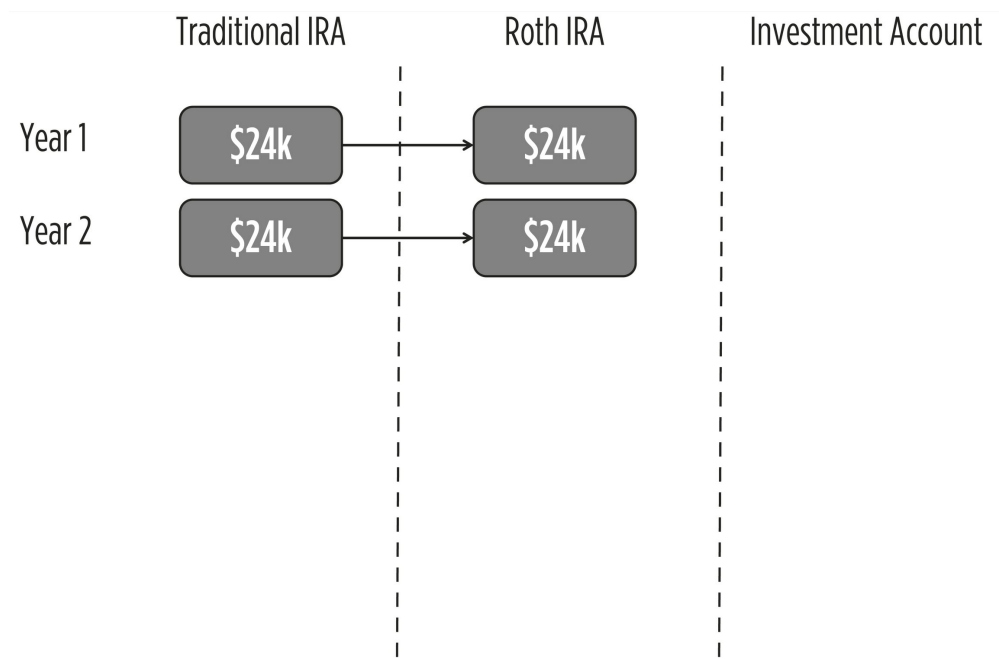 Traditional IRA Roth IRA Investment Account
Year 1 $24k $24k
Year 2 $24k $24k